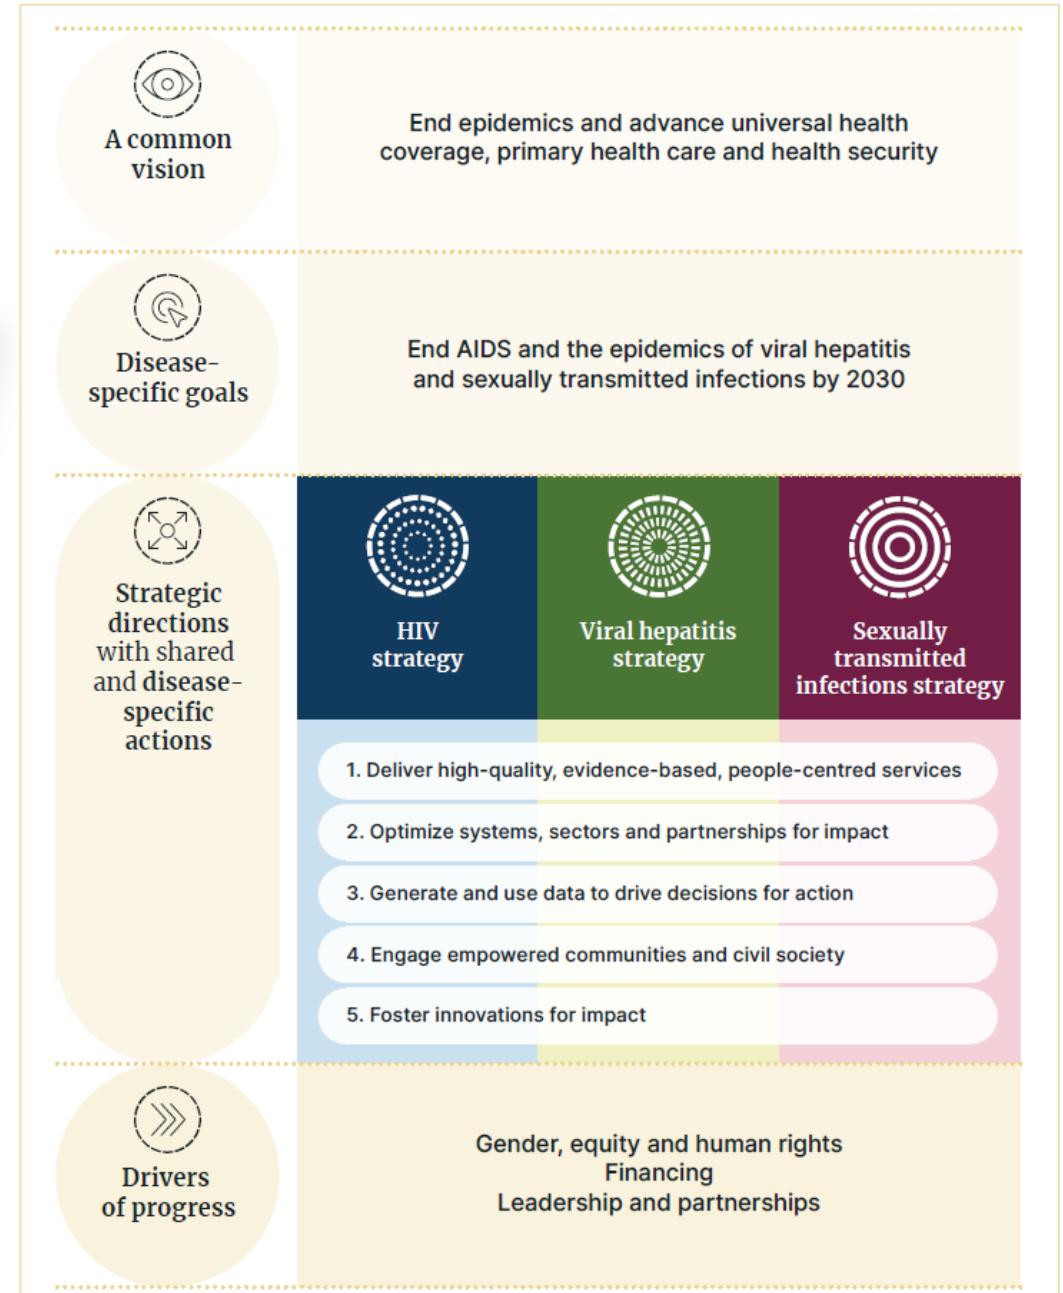 A common
vision
End epidemics and advance universal health
coverage, primary health care and health security
Disease-
specific goals
End AIDS and the epidemics of viral hepatitis
and sexually transmitted infections by 2030
Strategic
directions
with shared
and disease-
specific
actions
HIV
strategy
Viral hepatitis
strategy
Sexually
transmitted
infections strategy
1. Deliver high-quality, evidence-based, people-centred services
2. Optimize systems, sectors and partnerships for impact
3. Generate and use data to drive decisions for action
4. Engage empowered communities and civil society
5. Foster innovations for impact
Drivers
of progress
Gender, equity and human rights
Financing
Leadership and partnerships